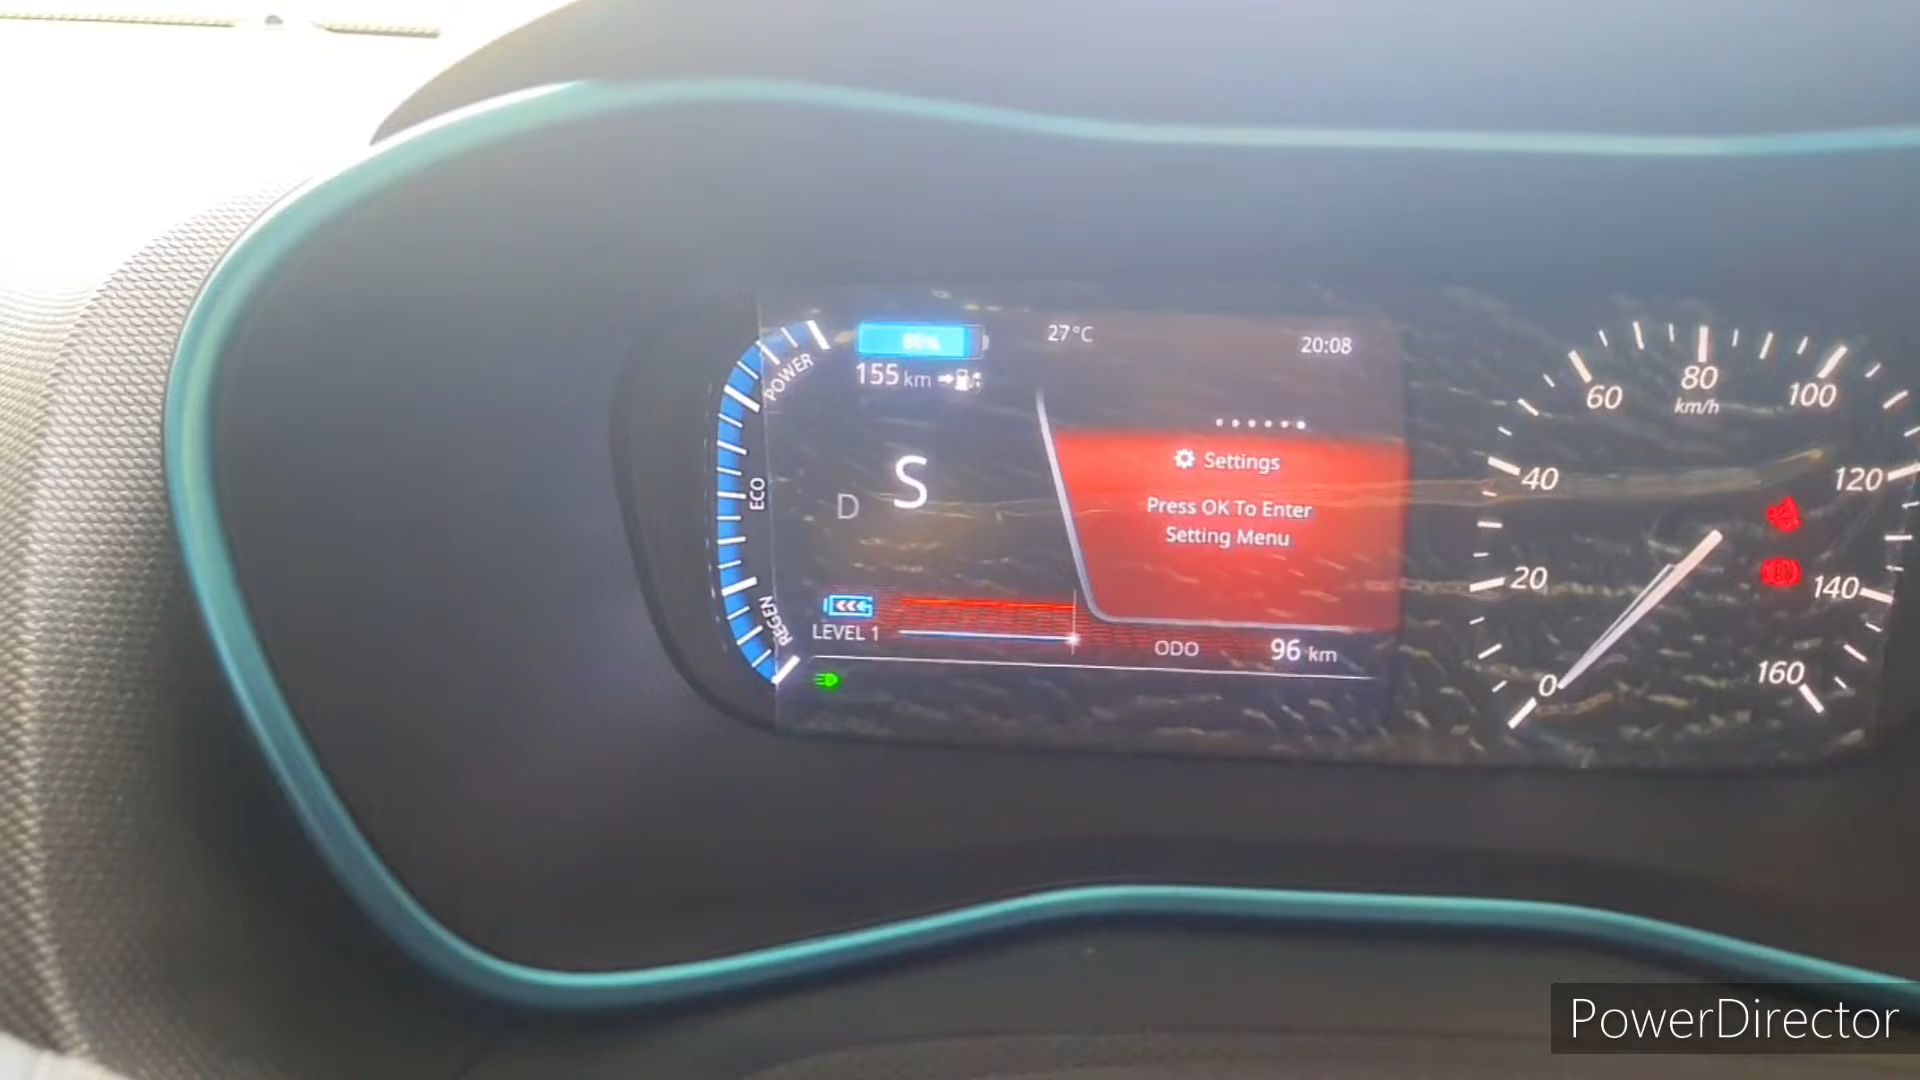 86%
27°C
20:08
155 km
POWER
ECO
REGEN
D
S
Settings
Press OK To Enter
Setting Menu
LEVEL 1
ODO
96 km
0
20
40
60
80
km/h
100
120
140
160
PowerDirector